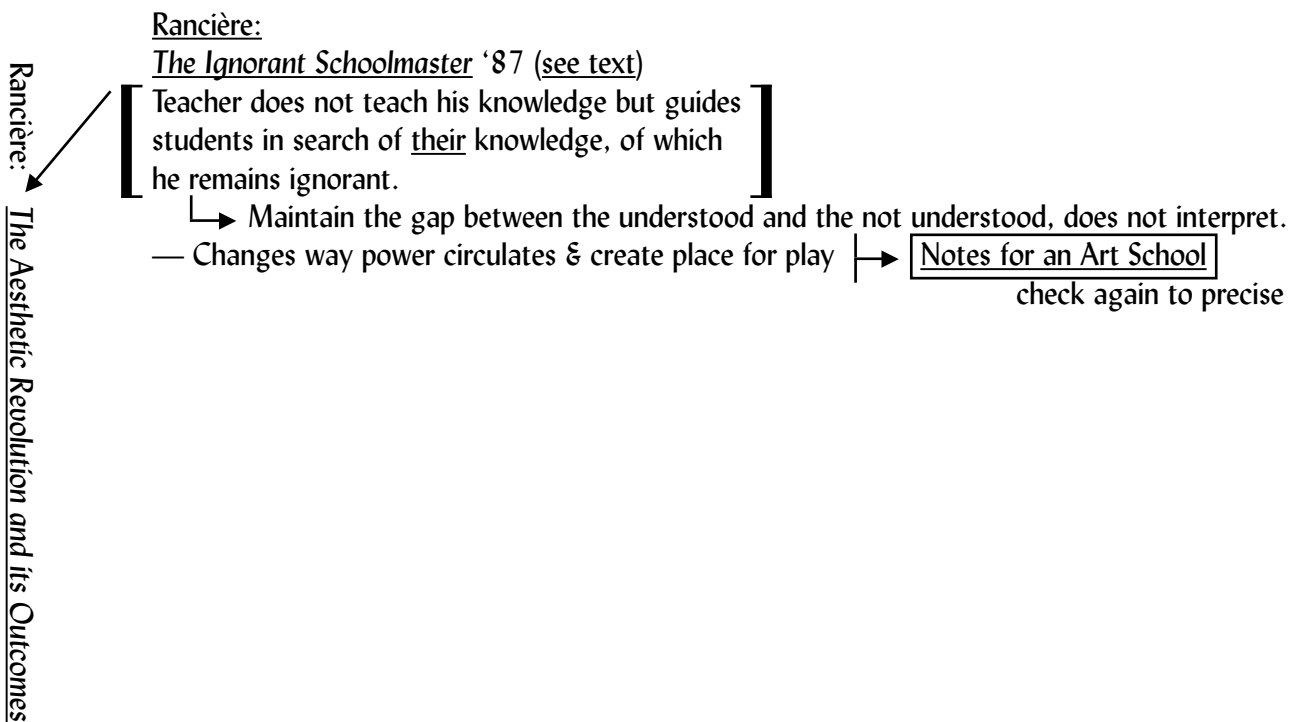 Rancière:
The Ignorant Schoolmaster ‘87 (see text)
Teacher does not teach his knowledge but guides
students in search of their knowledge, of which
he remains ignorant.
Maintain the gap between the understood and the not understood, does not interpret.
— Changes way power circulates & create place for play
Notes for an Art School
check again to precise
Rancière: The Aesthetic Revolution and its Outcomes